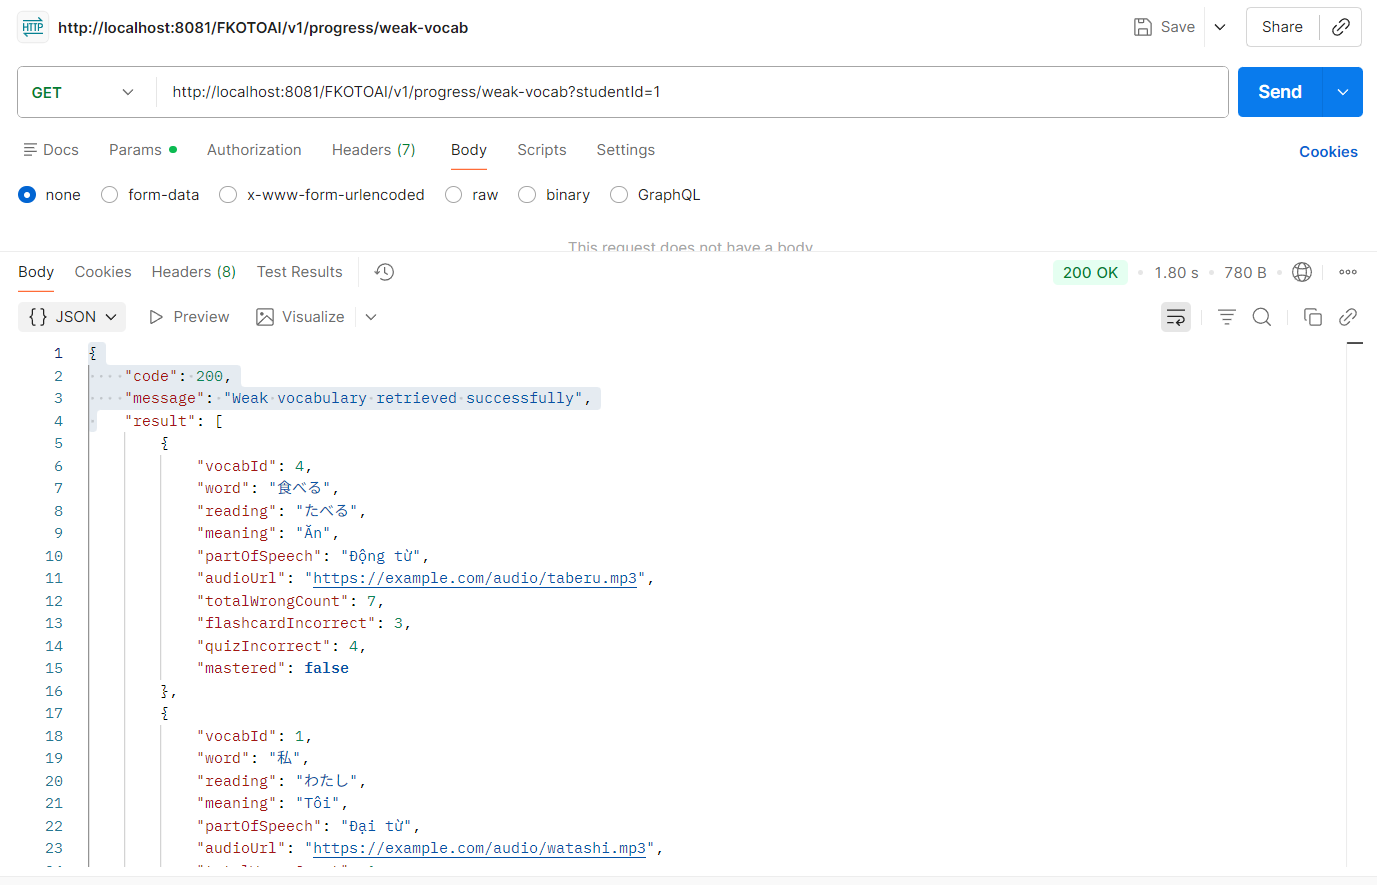 HTTP http://localhost:8081/FKOTOAI/v1/progress/weak-vocab Save Share
GET http://localhost:8081/FKOTOAI/v1/progress/weak-vocab?studentId=1 Send
Docs Params Authorization Headers (7) Body Scripts Settings Cookies
none form-data x-www-form-urlencoded raw binary GraphQL
This request does not have a body
Body Cookies Headers (8) Test Results 200 OK 1.80 s 780 B
{} JSON Preview Visualize
1 {
2 "code": 200,
3 "message": "Weak vocabulary retrieved successfully",
4 "result": [
5 {
6 "vocabId": 4,
7 "word": "食べる",
8 "reading": "たべる",
9 "meaning": "Ăn",
10 "partOfSpeech": "Động từ",
11 "audioUrl": "https://example.com/audio/taberu.mp3",
12 "totalWrongCount": 7,
13 "flashcardIncorrect": 3,
14 "quizIncorrect": 4,
15 "mastered": false
16 },
17 {
18 "vocabId": 1,
19 "word": "私",
20 "reading": "わたし",
21 "meaning": "Tôi",
22 "partOfSpeech": "Đại từ",
23 "audioUrl": "https://example.com/audio/watashi.mp3",